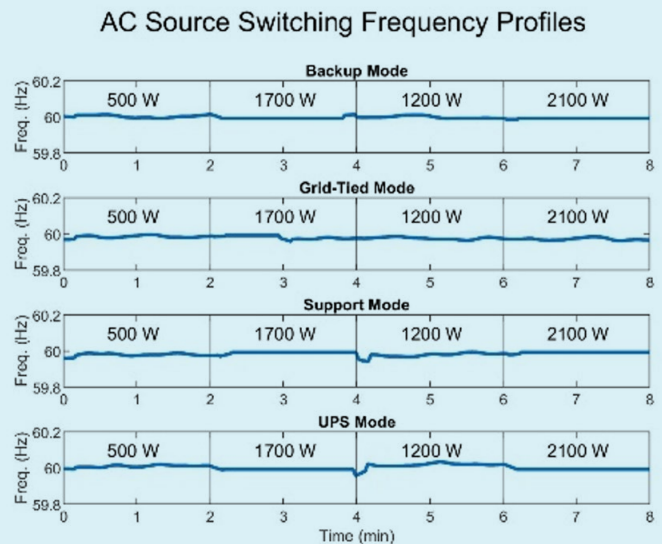 AC Source Switching Frequency Profiles
Backup Mode
Freq. (Hz)
60.2
60
59.8
500 W 1700 W 1200 W 2100 W
0 1 2 3 4 5 6 7 8
Grid-Tied Mode
Freq. (Hz)
60.2
60
59.8
500 W 1700 W 1200 W 2100 W
0 1 2 3 4 5 6 7 8
Support Mode
Freq. (Hz)
60.2
60
59.8
500 W 1700 W 1200 W 2100 W
0 1 2 3 4 5 6 7 8
UPS Mode
Freq. (Hz)
60.2
60
59.8
500 W 1700 W 1200 W 2100 W
0 1 2 3 4 5 6 7 8
Time (min)